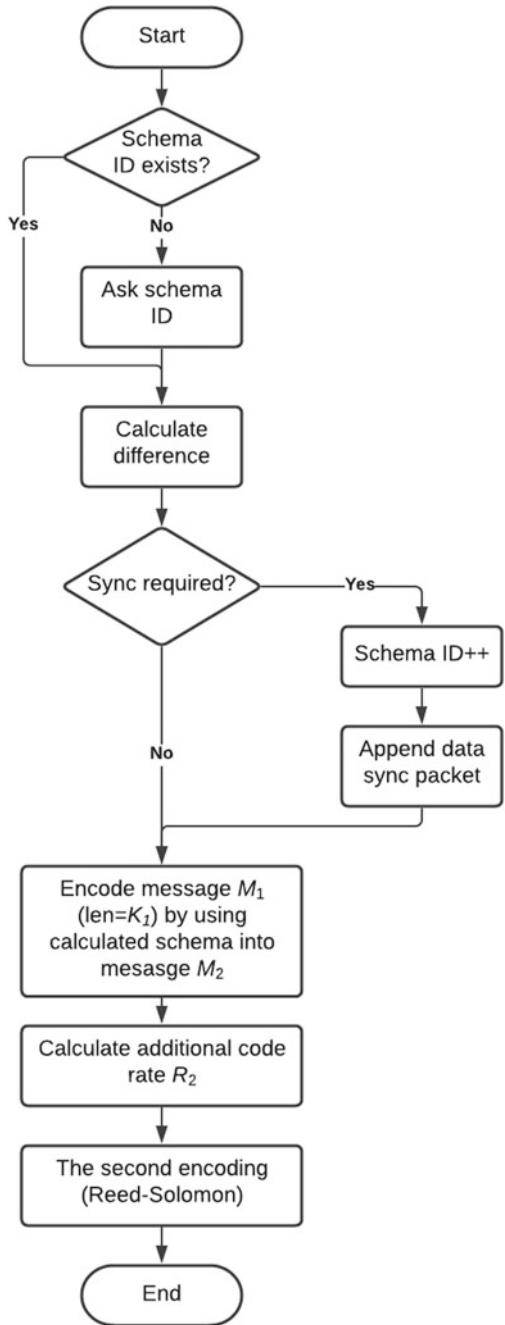 Start
Schema
ID exists?
Yes
No
Ask schema
ID
Calculate
difference
Sync required?
Yes
Schema ID++
Append data
sync packet
No
Encode message M₁
(len=K₁) by using
calculated schema into
mesasge M₂
Calculate additional code
rate R₂
The second encoding
(Reed-Solomon)
End